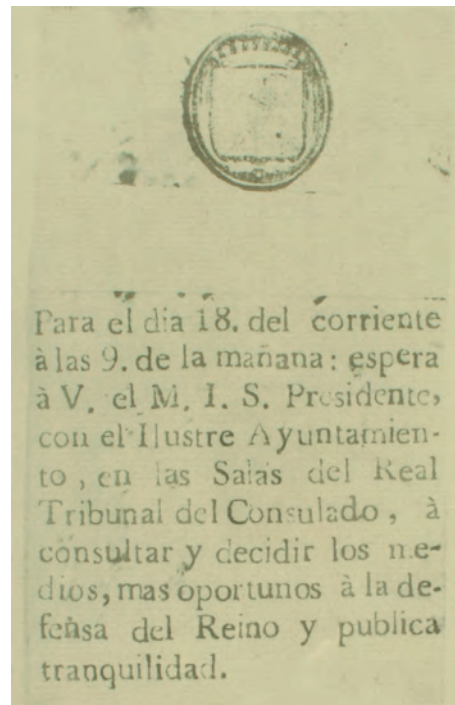 Para el dia 18. del corriente
à las 9. de la mañana: espera
à V. el M. I. S. Presidente,
con el Ilustre Ayuntamien-
to, en las Salas del Real
Tribunal del Consulado, à
consultar y decidir los me-
dios, mas oportunos à la de-
fensa del Reino y publica
tranquilidad.